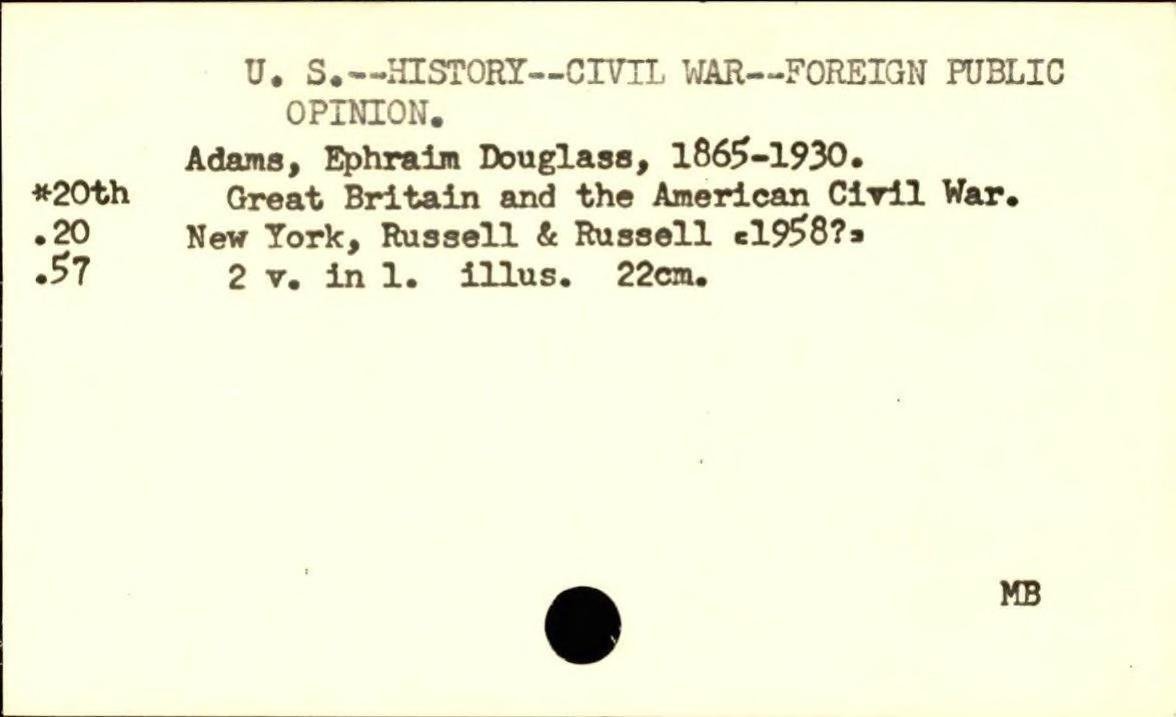 U. S.--HISTORY--CIVIL WAR--FOREIGN PUBLIC
OPINION.
Adams, Ephraim Douglass, 1865-1930.
*20th Great Britain and the American Civil War.
.20 New York, Russell & Russell [1958?]
.57 2 v. in 1. illus. 22cm.
MB